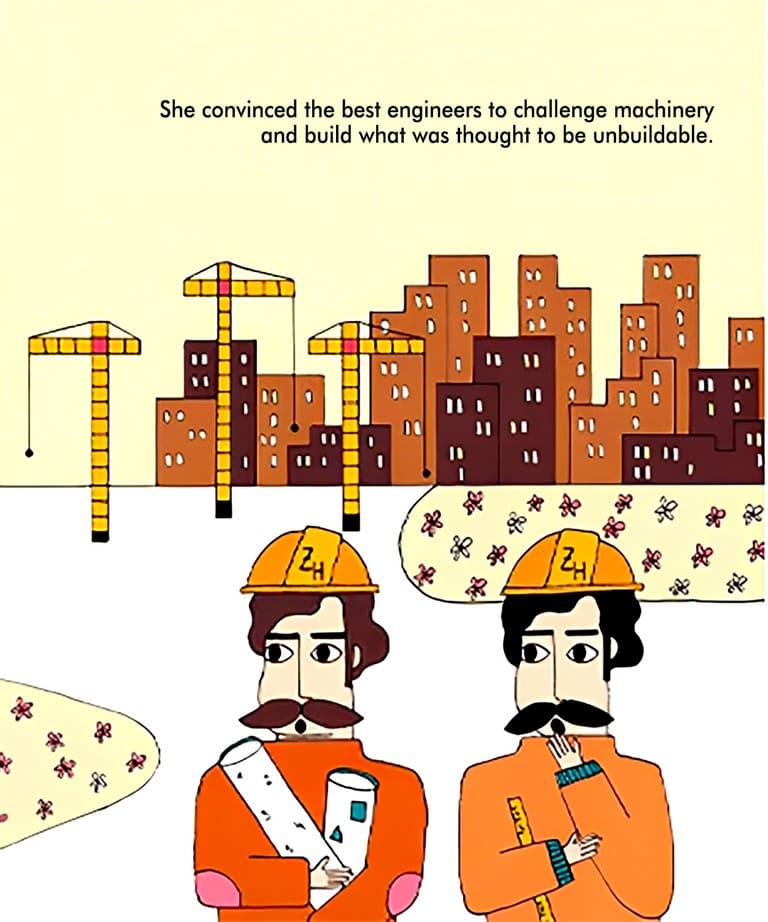 She convinced the best engineers to challenge machinery
and build what was thought to be unbuildable.
ZH
ZH